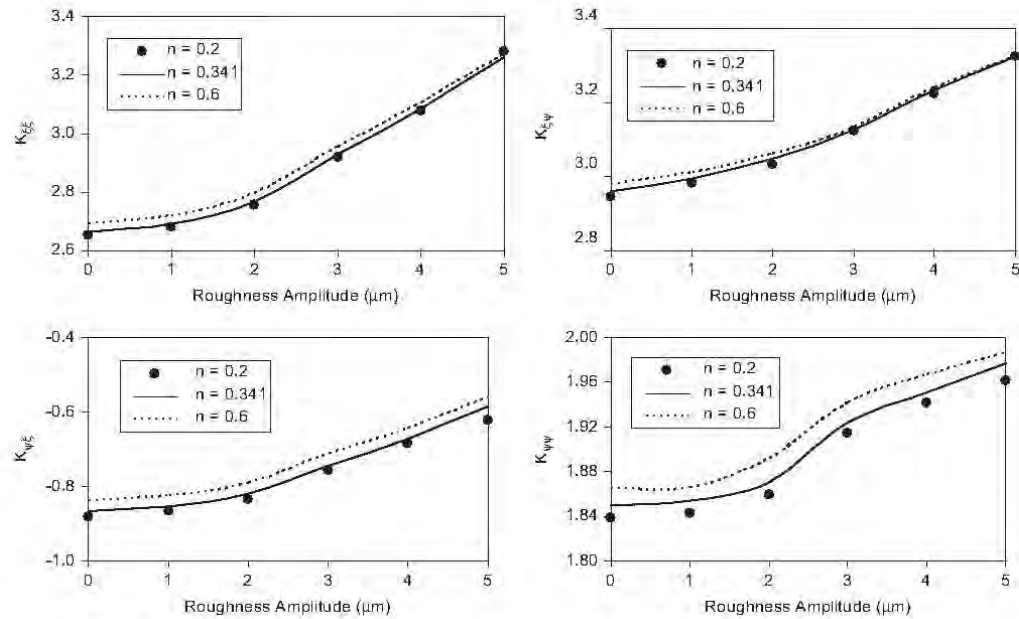 3.4
3.2
3.0
2.8
2.6
Kξξ
n = 0.2
n = 0.341
n = 0.6
0 1 2 3 4 5
Roughness Amplitude (μm)
3.4
3.2
3.0
2.8
Kξψ
n = 0.2
n = 0.341
n = 0.6
0 1 2 3 4 5
Roughness Amplitude (μm)
-0.4
-0.6
-0.8
-1.0
Kψξ
n = 0.2
n = 0.341
n = 0.6
0 1 2 3 4 5
Roughness Amplitude (μm)
2.00
1.96
1.92
1.88
1.84
1.80
Kψψ
n = 0.2
n = 0.341
n = 0.6
0 1 2 3 4 5
Roughness Amplitude (μm)